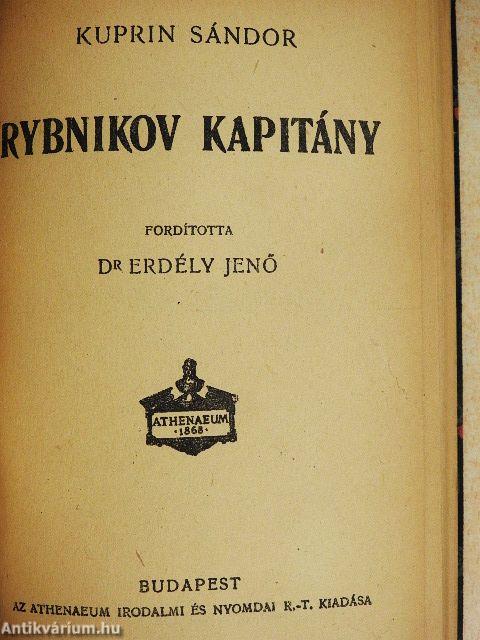 KUPRIN SÁNDOR
RYBNIKOV KAPITÁNY
FORDÍTOTTA
DR ERDÉLY JENŐ
ATHENAEUM
·1868·
BUDAPEST
AZ ATHENAEUM IRODALMI ÉS NYOMDAI R.-T. KIADÁSA
Antikvárium.hu